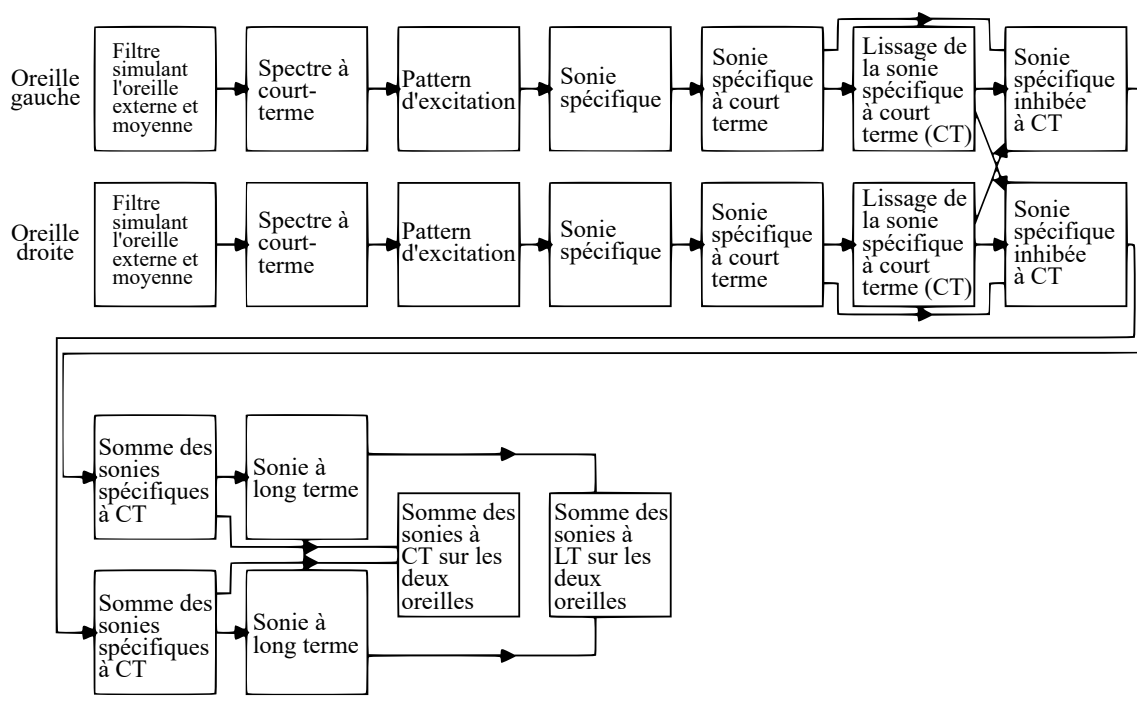 Oreille
gauche
Filtre
simulant
l'oreille
externe et
moyenne
Spectre à
court-
terme
Pattern
d'excitation
Sonie
spécifique
Sonie
spécifique
à court
terme
Lissage de
la sonie
spécifique
à court
terme (CT)
Sonie
spécifique
inhibée
à CT
Oreille
droite
Filtre
simulant
l'oreille
externe et
moyenne
Spectre à
court-
terme
Pattern
d'excitation
Sonie
spécifique
Sonie
spécifique
à court
terme
Lissage de
la sonie
spécifique
à court
terme (CT)
Sonie
spécifique
inhibée
à CT
Somme des
sonies
spécifiques
à CT
Sonie à
long terme
Somme des
sonies à
CT sur les
deux
oreilles
Somme des
sonies à
LT sur les
deux
oreilles
Somme des
sonies
spécifiques
à CT
Sonie à
long terme